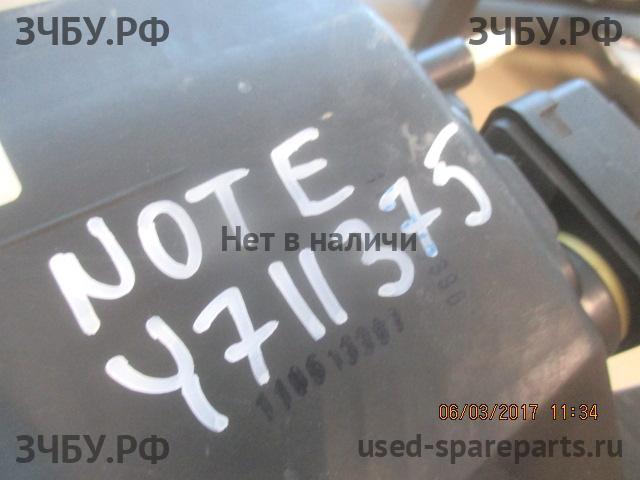 ЗЧБУ.РФ ЗЧБУ.РФ
NOTE
Нет в наличи
4711375
06/03/2017 11:34
ЗЧБУ.РФ used-spareparts.ru